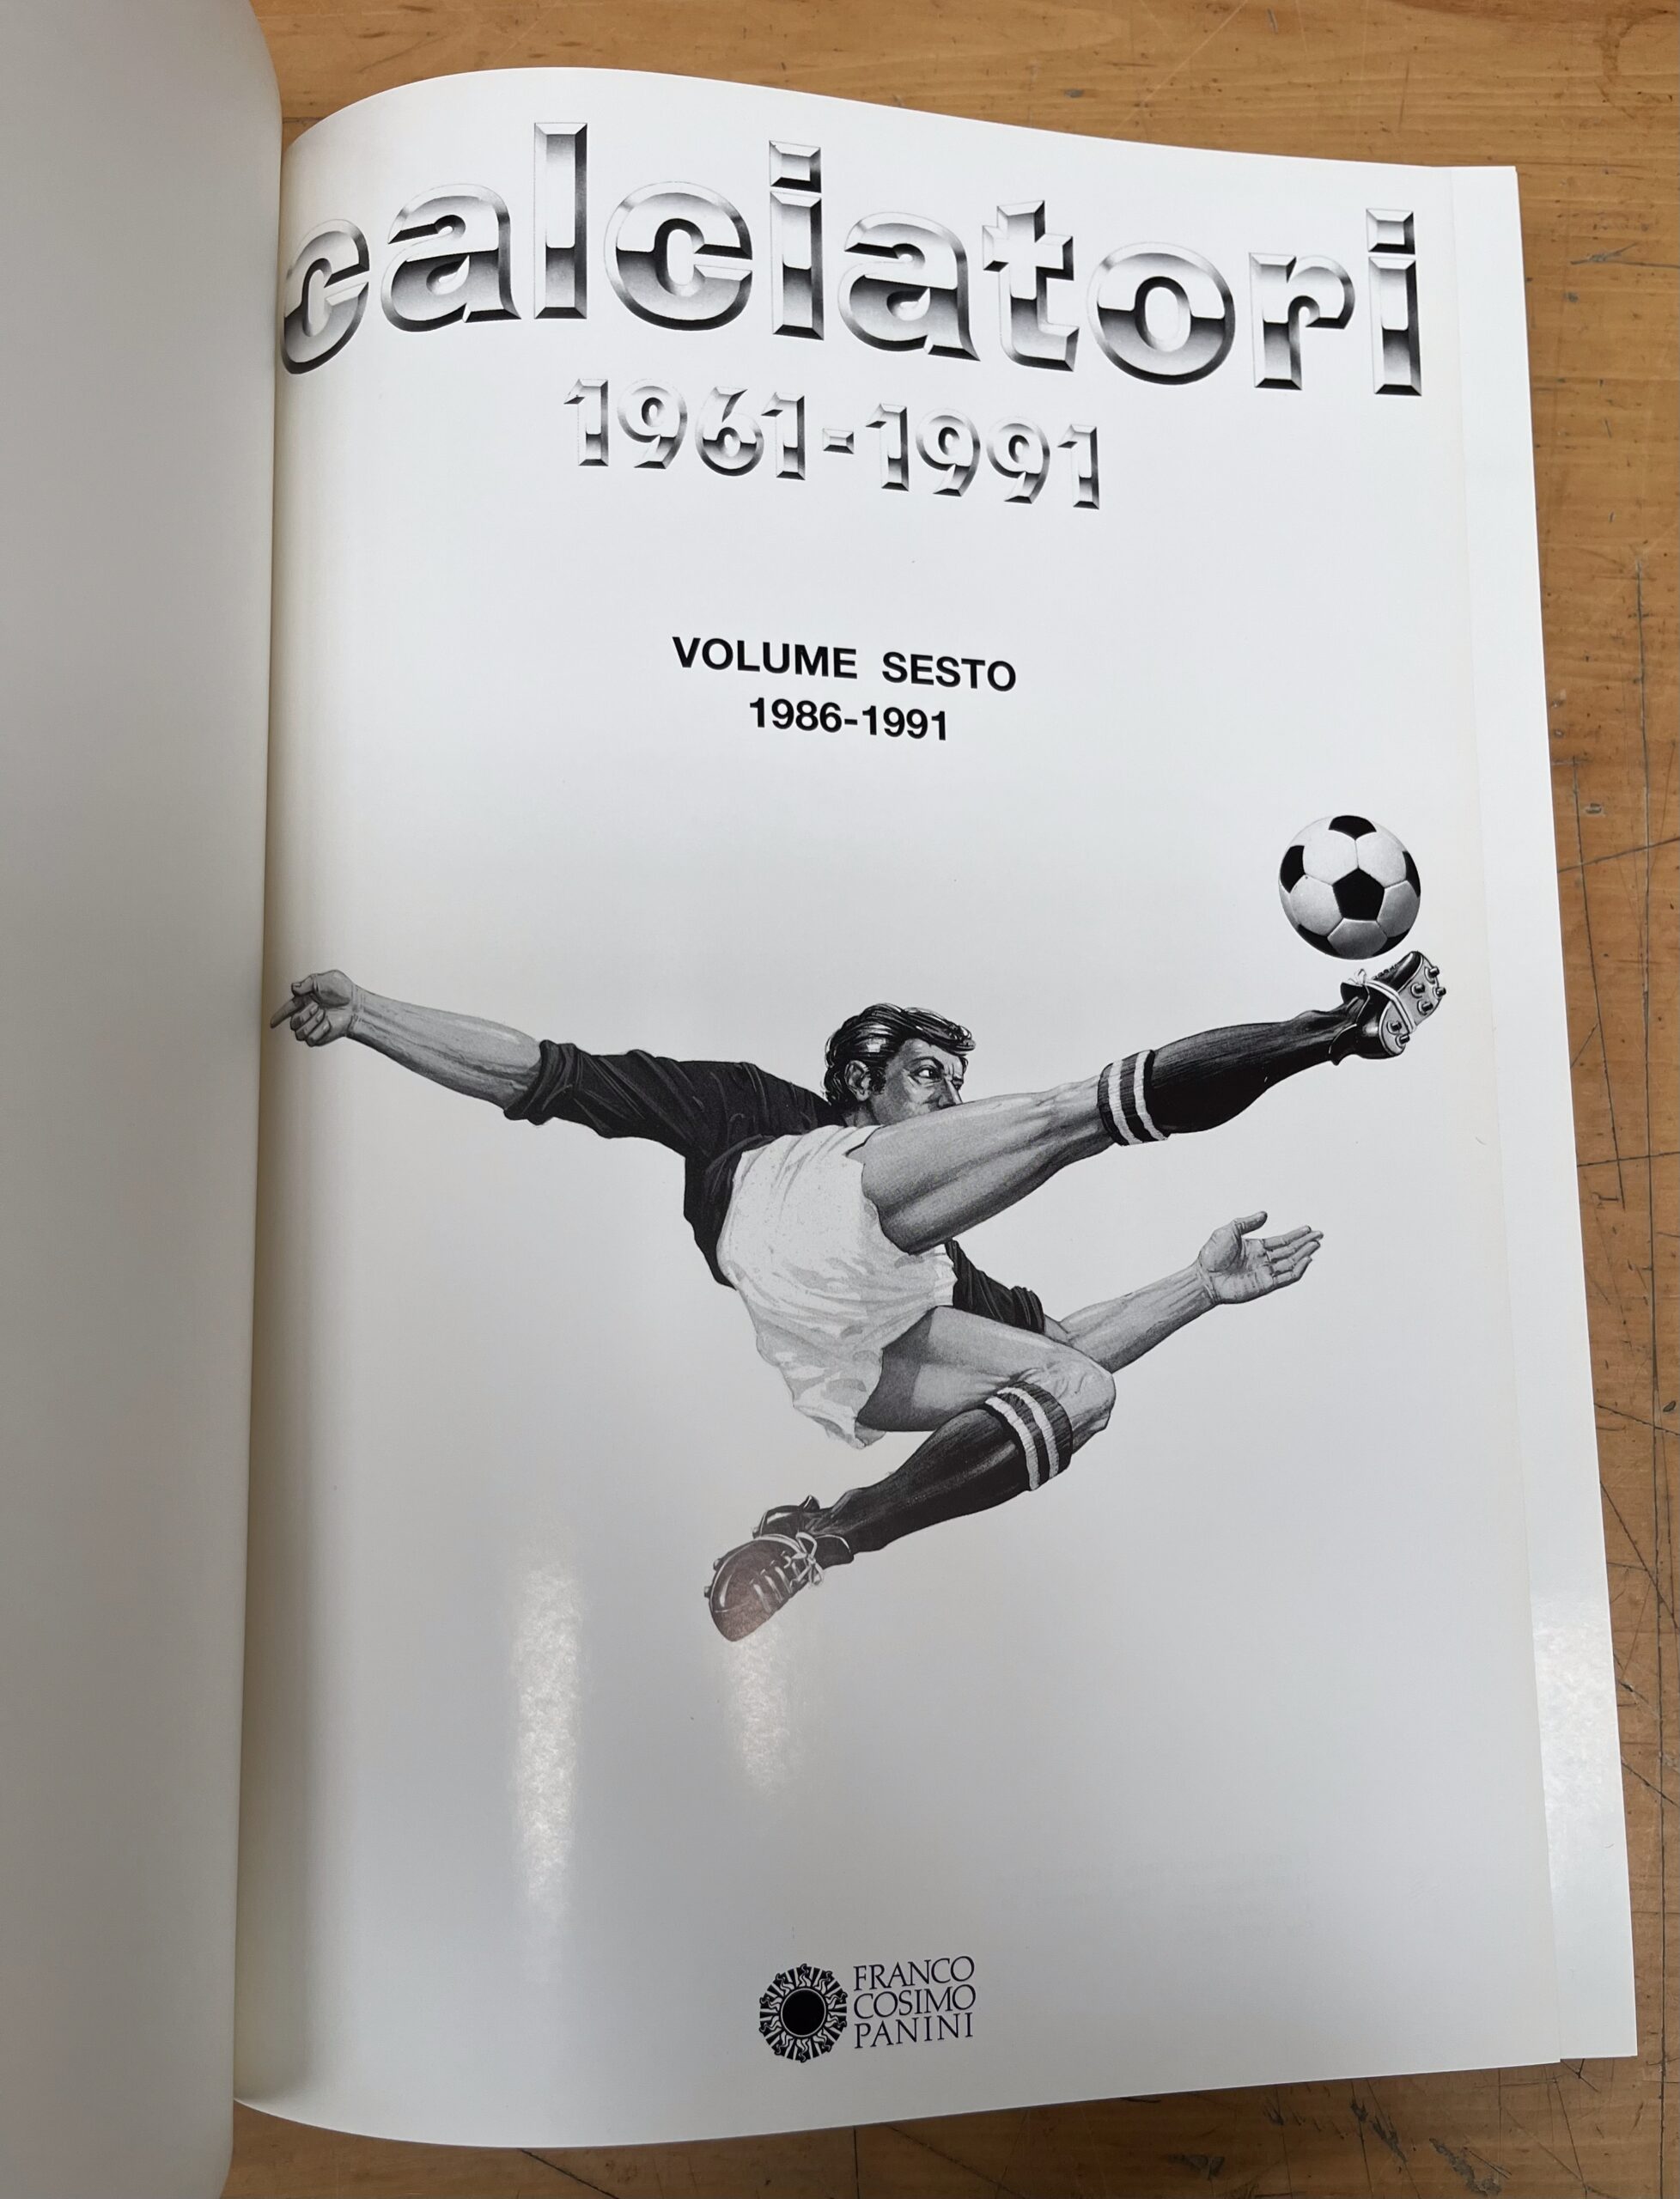 calciatori
1961-1991
VOLUME SESTO
1986-1991
FRANCO
COSIMO
PANINI